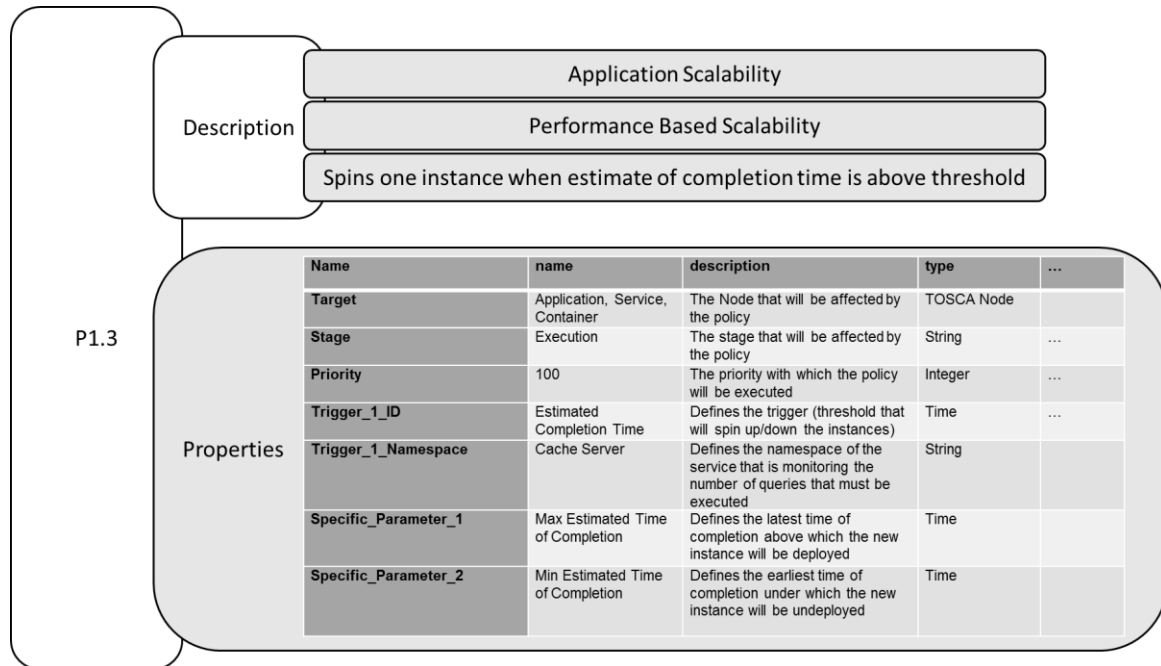 P1.3
Description
Application Scalability
Performance Based Scalability
Spins one instance when estimate of completion time is above threshold
Properties
Name name description type ...
Target Application, Service, The Node that will be affected by TOSCA Node
Container the policy
Stage Execution The stage that will be affected by String ...
the policy
Priority 100 The priority with which the policy Integer ...
will be executed
Trigger_1_ID Estimated Defines the trigger (threshold that Time ...
Completion Time will spin up/down the instances)
Trigger_1_Namespace Cache Server Defines the namespace of the String
service that is monitoring the
number of queries that must be
executed
Specific_Parameter_1 Max Estimated Time Defines the latest time of Time
of Completion completion above which the new
instance will be deployed
Specific_Parameter_2 Min Estimated Time Defines the earliest time of Time
of Completion completion under which the new
instance will be undeployed